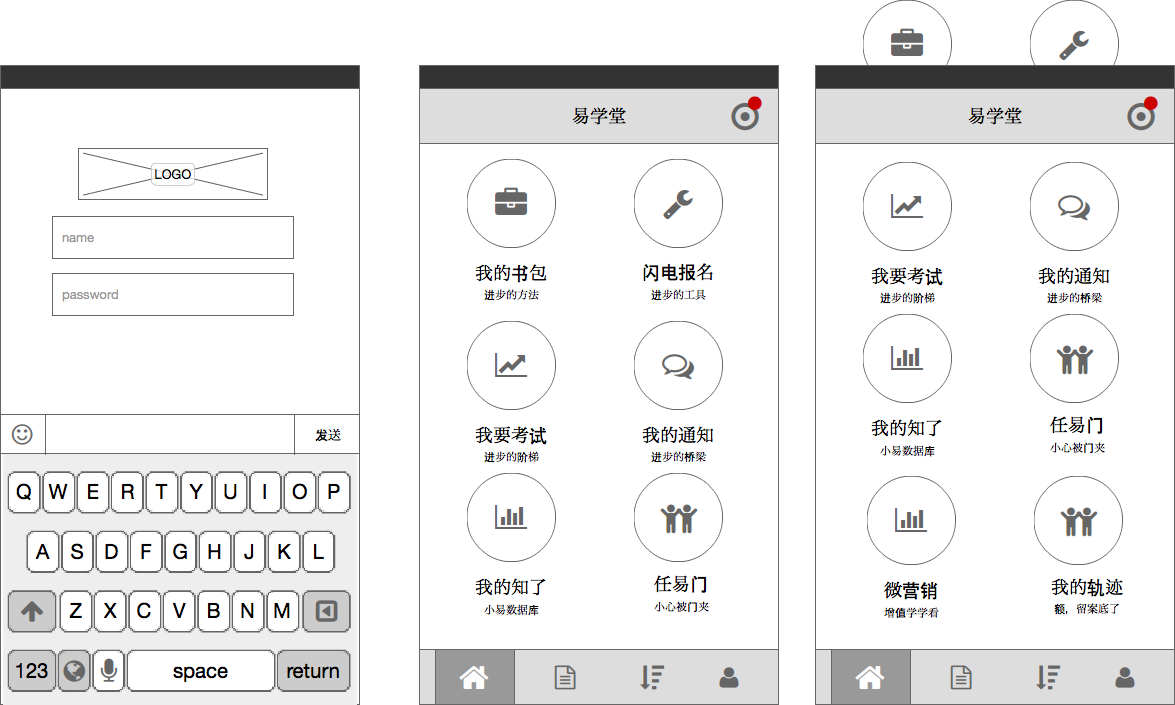 LOGO
name
password
发送
Q W E R T Y U I O P
A S D F G H J K L
Z X C V B N M
123 space return
易学堂
我的书包 闪电报名
进步的方法 进步的工具
我要考试 我的通知
进步的阶梯 进步的桥梁
我的知了 任易门
小易数据库 小心被门夹
易学堂
我要考试 我的通知
进步的阶梯 进步的桥梁
我的知了 任易门
小易数据库 小心被门夹
微营销 我的轨迹
增值学学看 额，留案底了